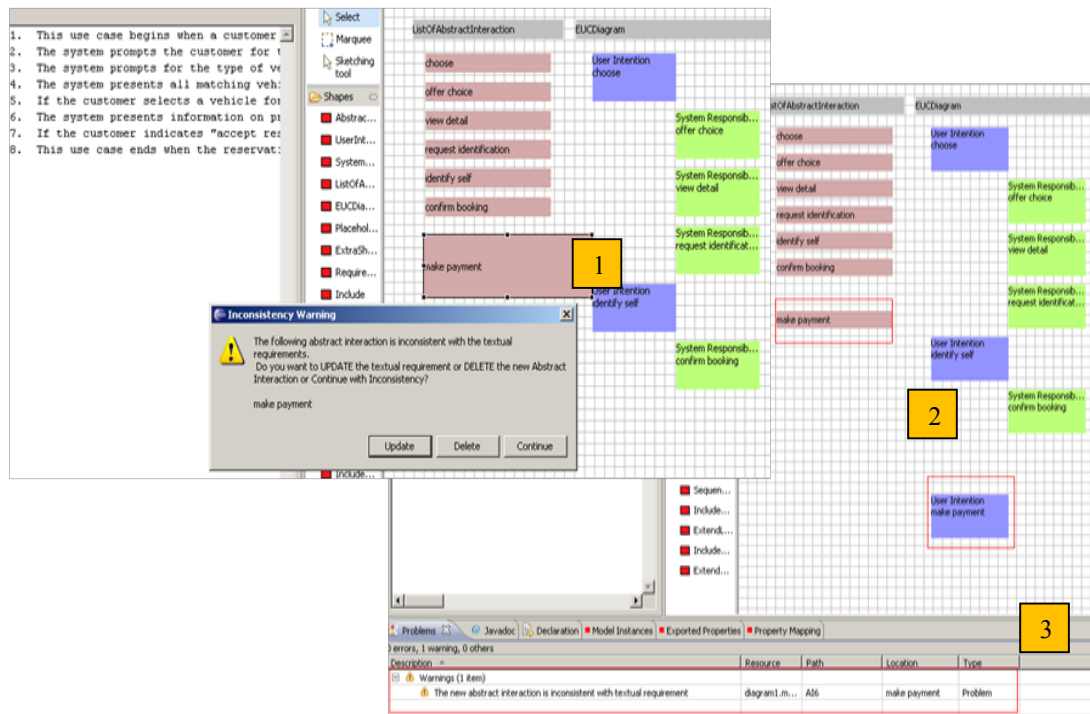 1. This use case begins when a customer
2. The system prompts the customer for t
3. The system prompts for the type of ve
4. The system presents all matching vehi
5. If the customer selects a vehicle for
6. The system presents information on pr
7. If the customer indicates "accept res
8. This use case ends when the reservati
Select
Marquee
Sketching
tool
Shapes
Abstrac...
UserInt...
System...
ListOfA...
EUCDia...
Placehol...
ExtraSh...
Require...
Include
Include...
ListOfAbstractInteraction
choose
offer choice
view detail
request identification
identify self
confirm booking
make payment
EUCDiagram
User Intention
choose
System Responsib...
offer choice
System Responsib...
view detail
System Responsib...
request identificat...
User Intention
identify self
System Responsib...
confirm booking
1
Inconsistency Warning
The following abstract interaction is inconsistent with the textual
requirements.
Do you want to UPDATE the textual requirement or DELETE the new Abstract
Interaction or Continue with Inconsistency?
make payment
Update Delete Continue
stOfAbstractInteraction
choose
offer choice
view detail
request identification
identify self
confirm booking
make payment
EUCDiagram
User Intention
choose
System Responsib...
offer choice
System Responsib...
view detail
System Responsib...
request identificat...
User Intention
identify self
System Responsib...
confirm booking
2
User Intention
make payment
Sequen...
Include...
ExtendL...
Include...
Extend...
3
Problems Javadoc Declaration Model Instances Exported Properties Property Mapping
errors, 1 warning, 0 others
Description Resource Path Location Type
Warnings (1 item)
The new abstract interaction is inconsistent with textual requirement diagram1.m... AI6 make payment Problem